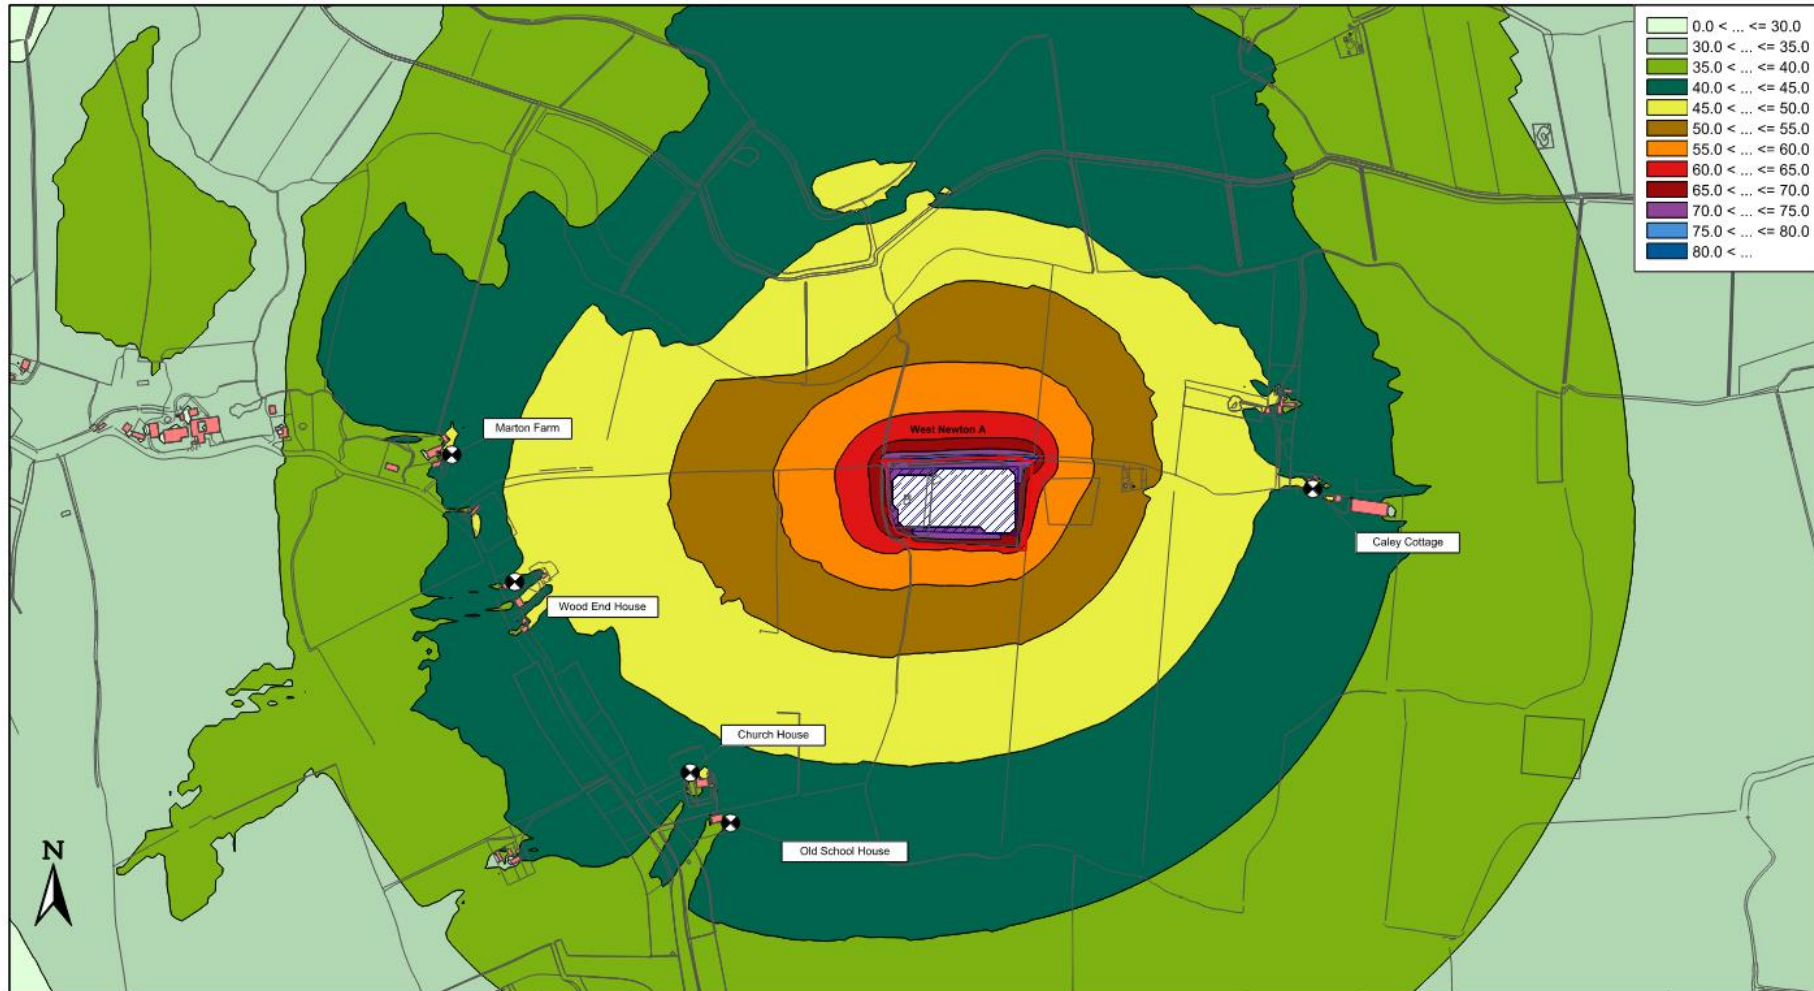 0.0 < ... <= 30.0
30.0 < ... <= 35.0
35.0 < ... <= 40.0
40.0 < ... <= 45.0
45.0 < ... <= 50.0
50.0 < ... <= 55.0
55.0 < ... <= 60.0
60.0 < ... <= 65.0
65.0 < ... <= 70.0
70.0 < ... <= 75.0
75.0 < ... <= 80.0
80.0 < ...
Marton Farm
West Newton A
Caley Cottage
Wood End House
Church House
Old School House
N